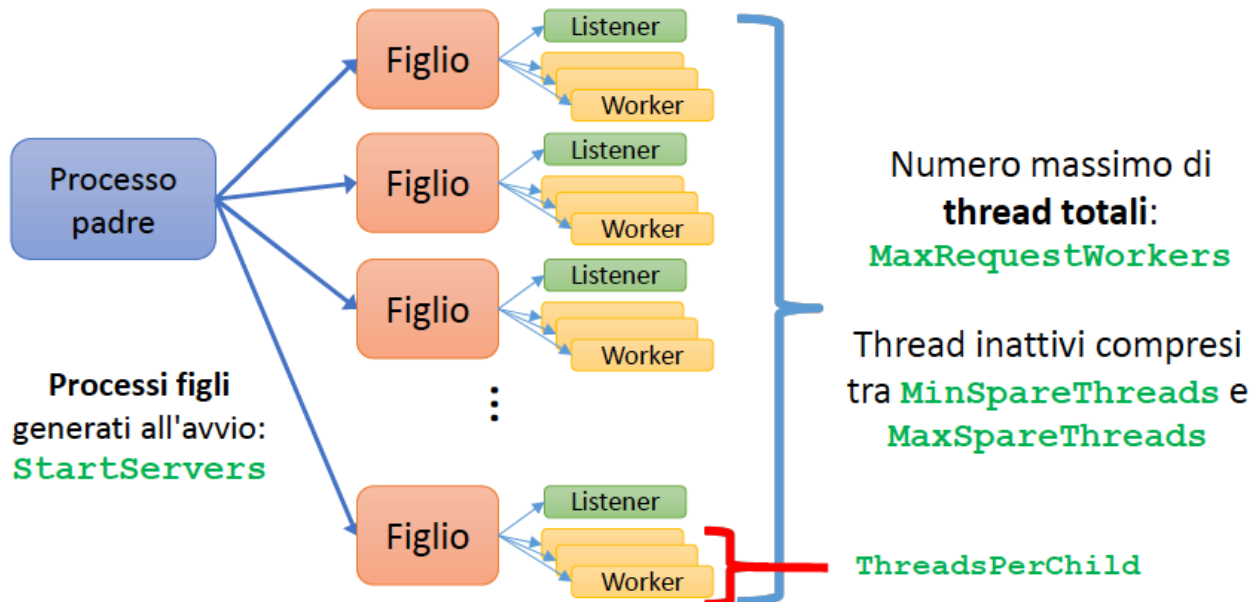 Processo
padre
Processi figli
generati all'avvio:
StartServers
Figlio
Listener
Worker
Figlio
Listener
Worker
Figlio
Listener
Worker
⋮
Figlio
Listener
Worker
Numero massimo di
thread totali:
MaxRequestWorkers
Thread inattivi compresi
tra MinSpareThreads e
MaxSpareThreads
ThreadsPerChild